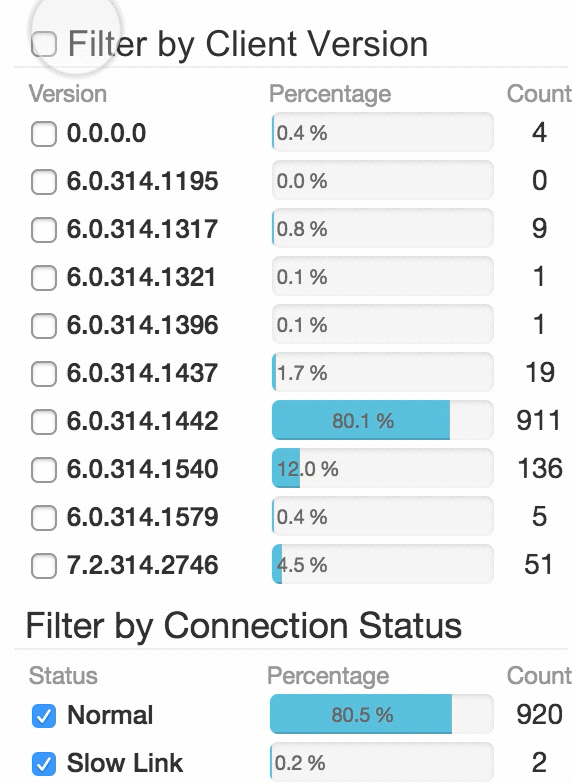 Filter by Client Version
Version Percentage Count
0.0.0.0 0.4 % 4
6.0.314.1195 0.0 % 0
6.0.314.1317 0.8 % 9
6.0.314.1321 0.1 % 1
6.0.314.1396 0.1 % 1
6.0.314.1437 1.7 % 19
6.0.314.1442 80.1 % 911
6.0.314.1540 12.0 % 136
6.0.314.1579 0.4 % 5
7.2.314.2746 4.5 % 51
Filter by Connection Status
Status Percentage Count
Normal 80.5 % 920
Slow Link 0.2 % 2